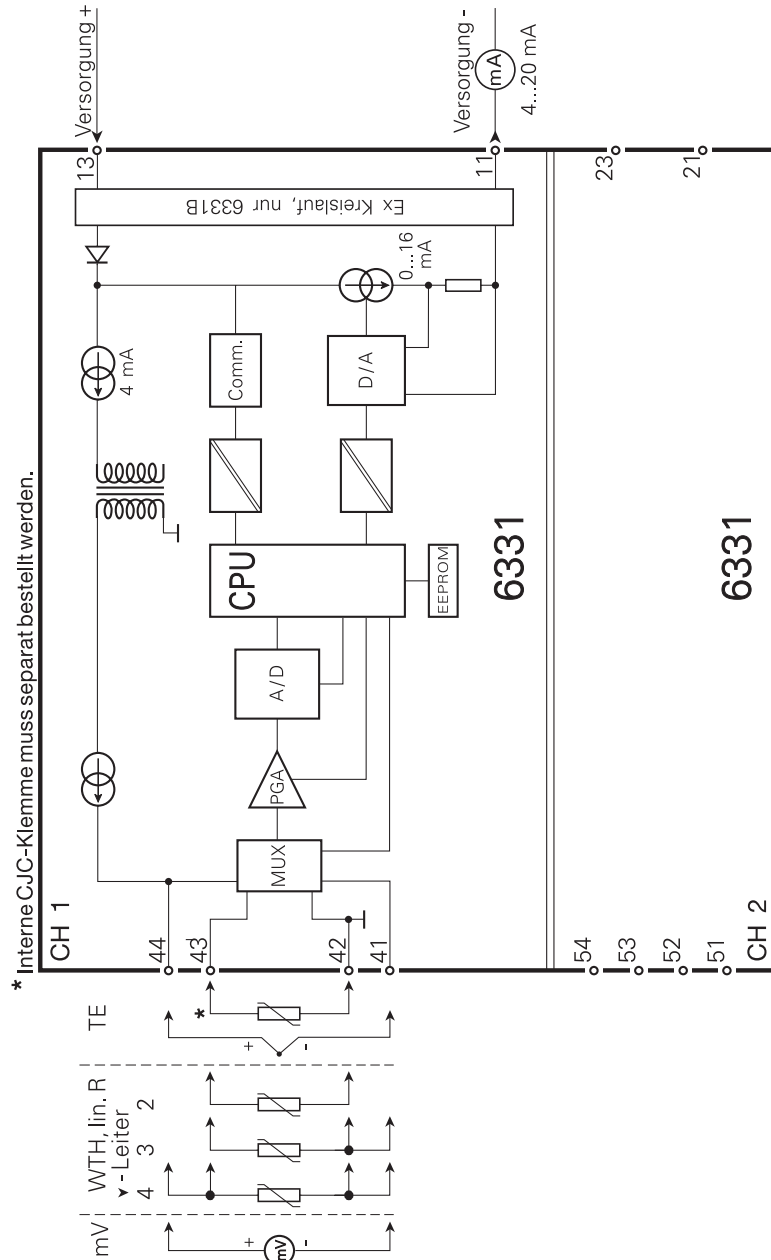 * Interne CJC-Klemme muss separat bestellt werden.
mV
WTH, lin. R
- Leiter
4 3 2
TE
mV
+
-
*
+
-
CH 1
44
43
42
41
MUX
PGA
A/D
CPU
EEPROM
4 mA
Comm.
D/A
0...16
mA
Ex Kreislauf, nur 6331B
13
11
Versorgung +
Versorgung -
mA
4...20 mA
6331
CH 2
54
53
52
51
6331
23
21